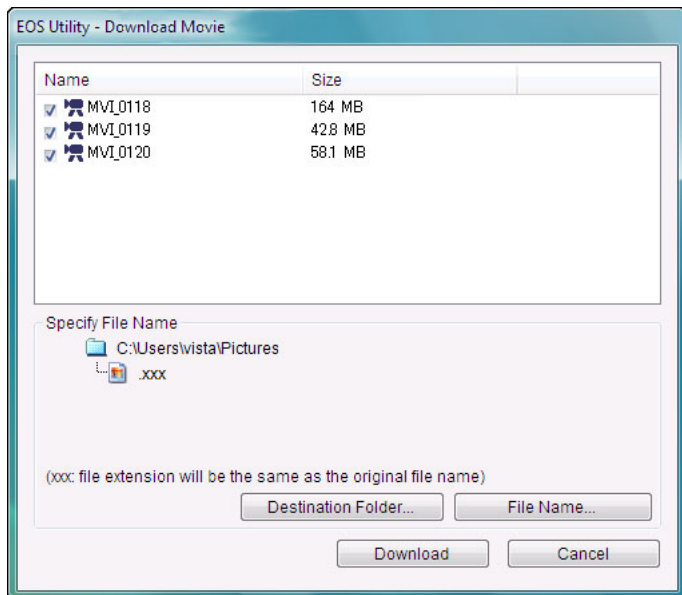 EOS Utility - Download Movie
Name Size
MVI_0118 164 MB
MVI_0119 42.8 MB
MVI_0120 58.1 MB
Specify File Name
C:\Users\vista\Pictures
.xxx
(xxx: file extension will be the same as the original file name)
Destination Folder... File Name...
Download Cancel